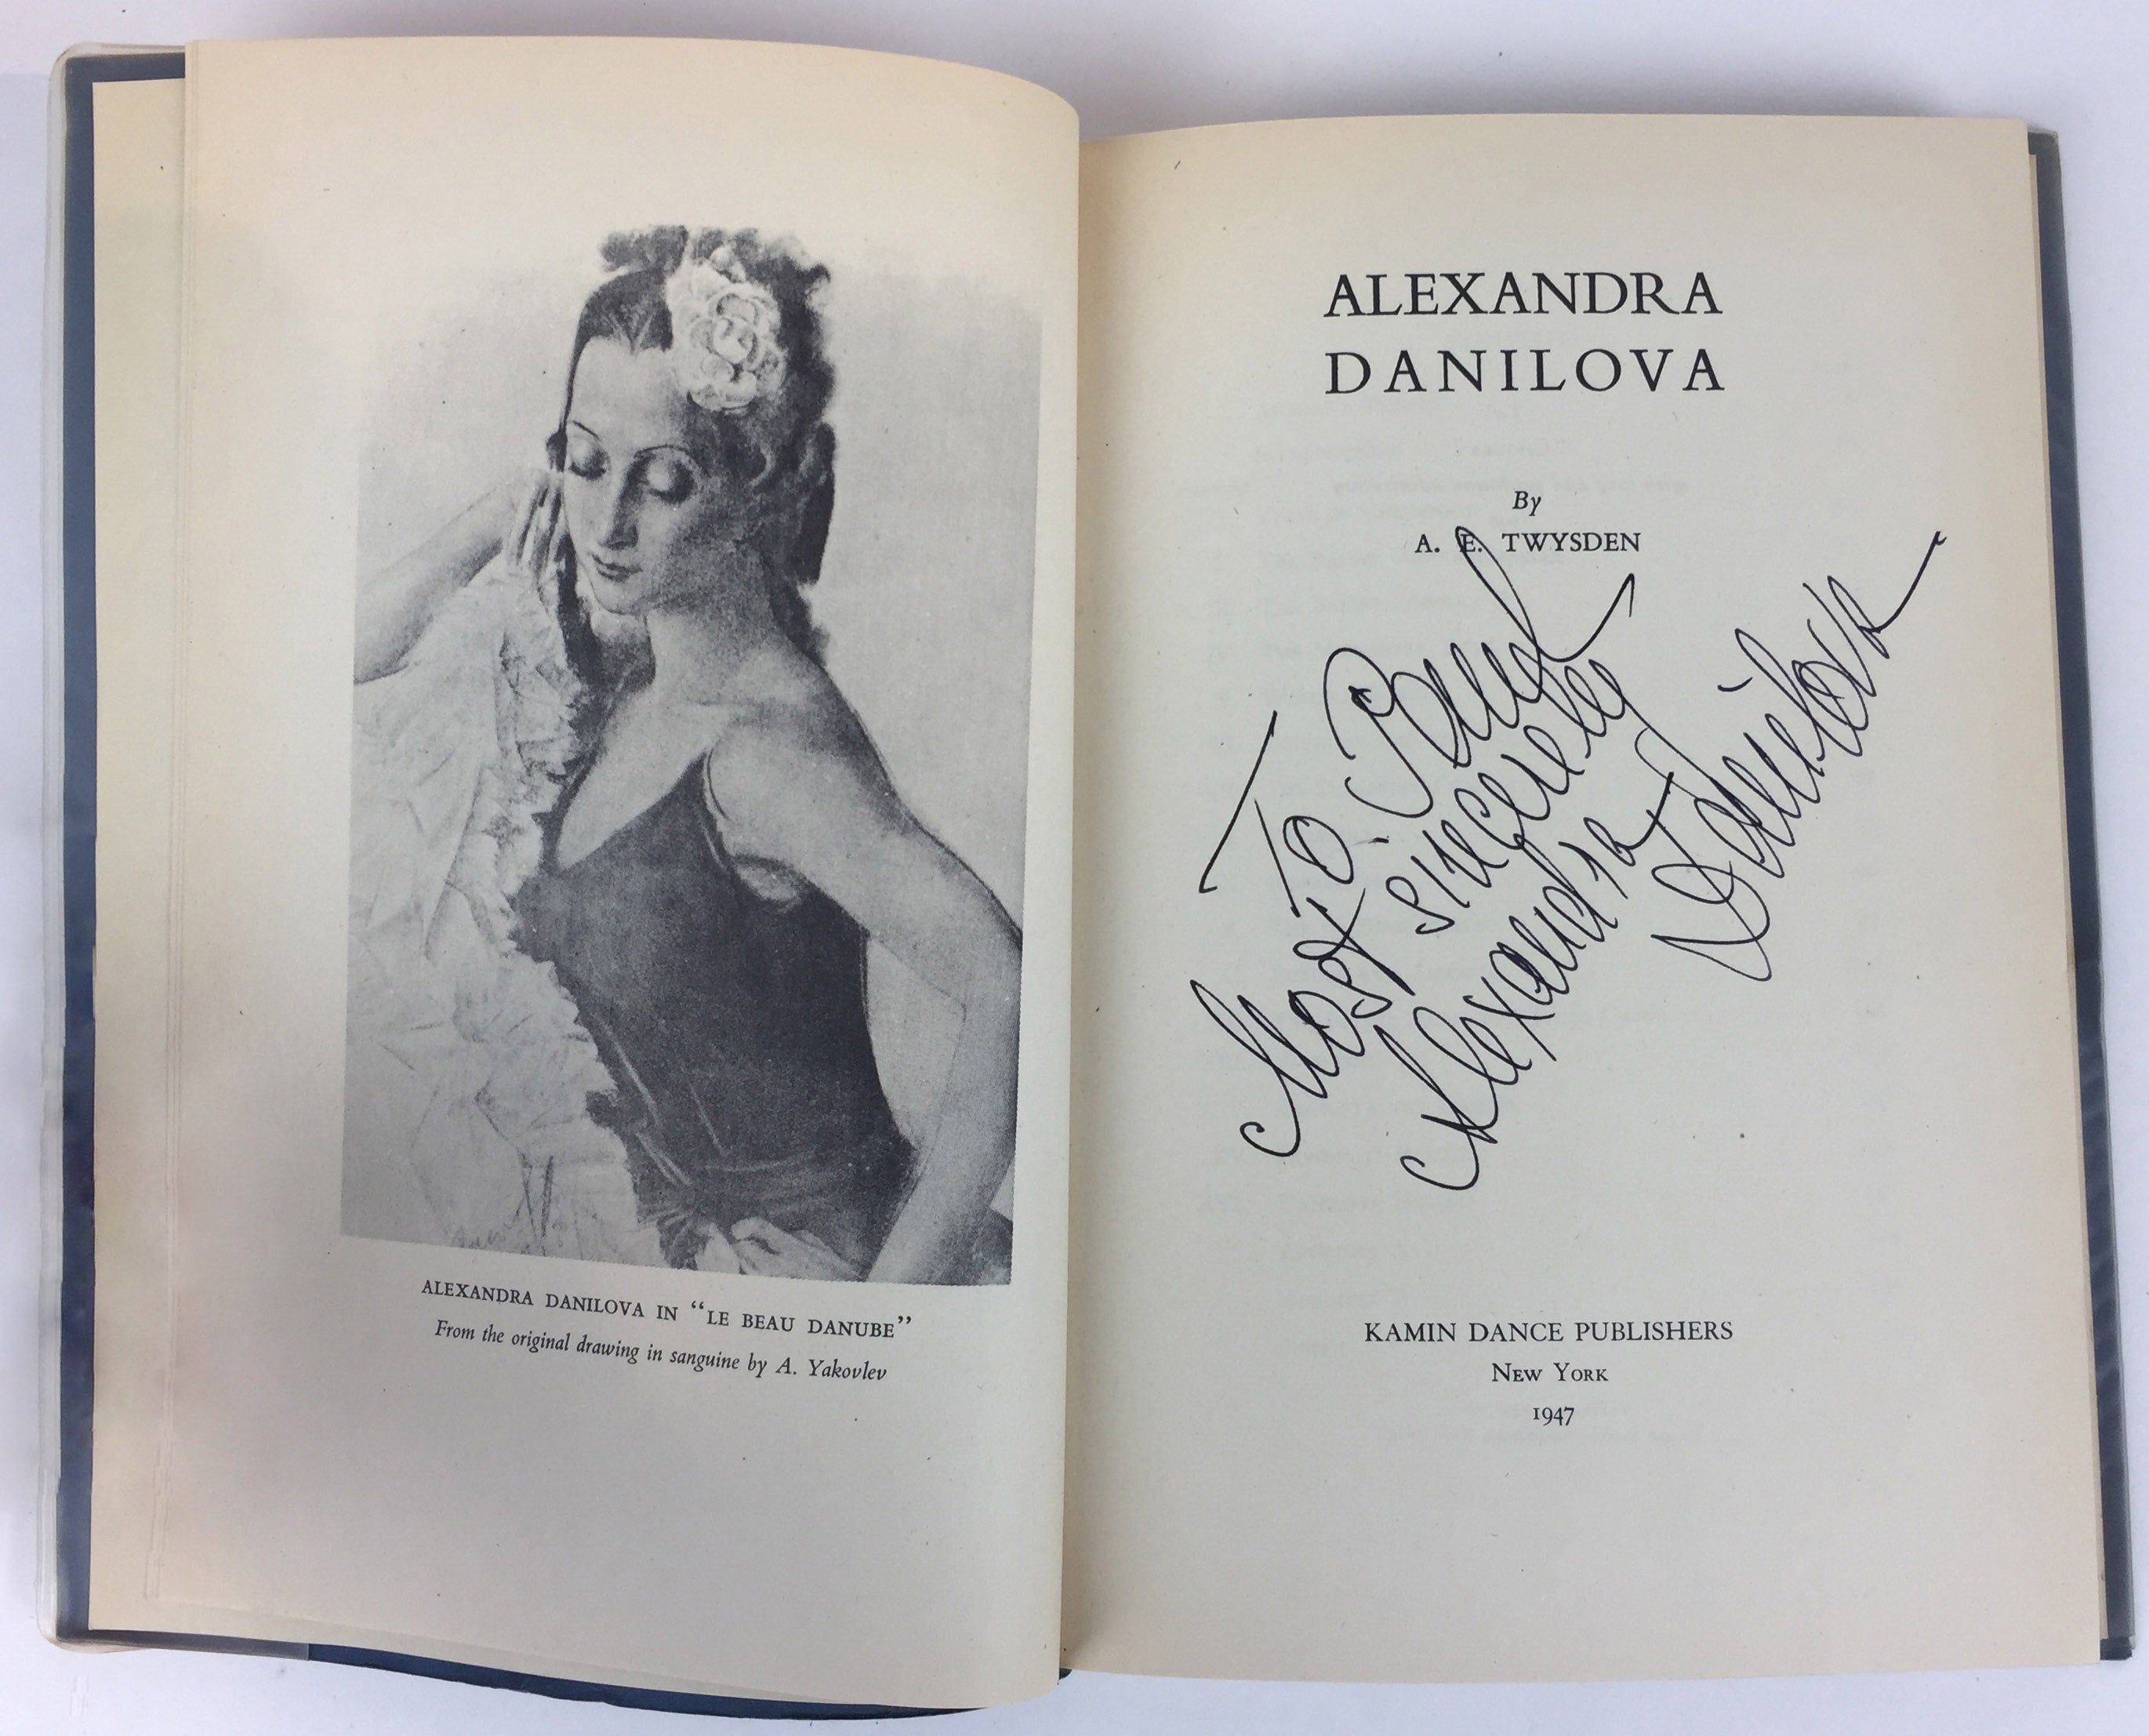 ALEXANDRA DANILOVA IN “LE BEAU DANUBE”
From the original drawing in sanguine by A. Yakovlev
ALEXANDRA
DANILOVA
By
A. E. TWYSDEN
To Paul
Most sincerely
Alexandra
Danilova
KAMIN DANCE PUBLISHERS
NEW YORK
1947